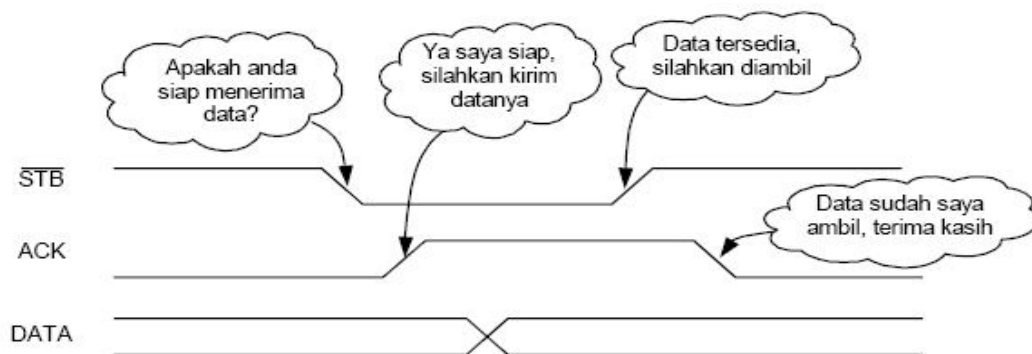 Apakah anda
siap menerima
data?
Ya saya siap,
silahkan kirim
datanya
Data tersedia,
silahkan diambil
STB
Data sudah saya
ambil, terima kasih
ACK
DATA